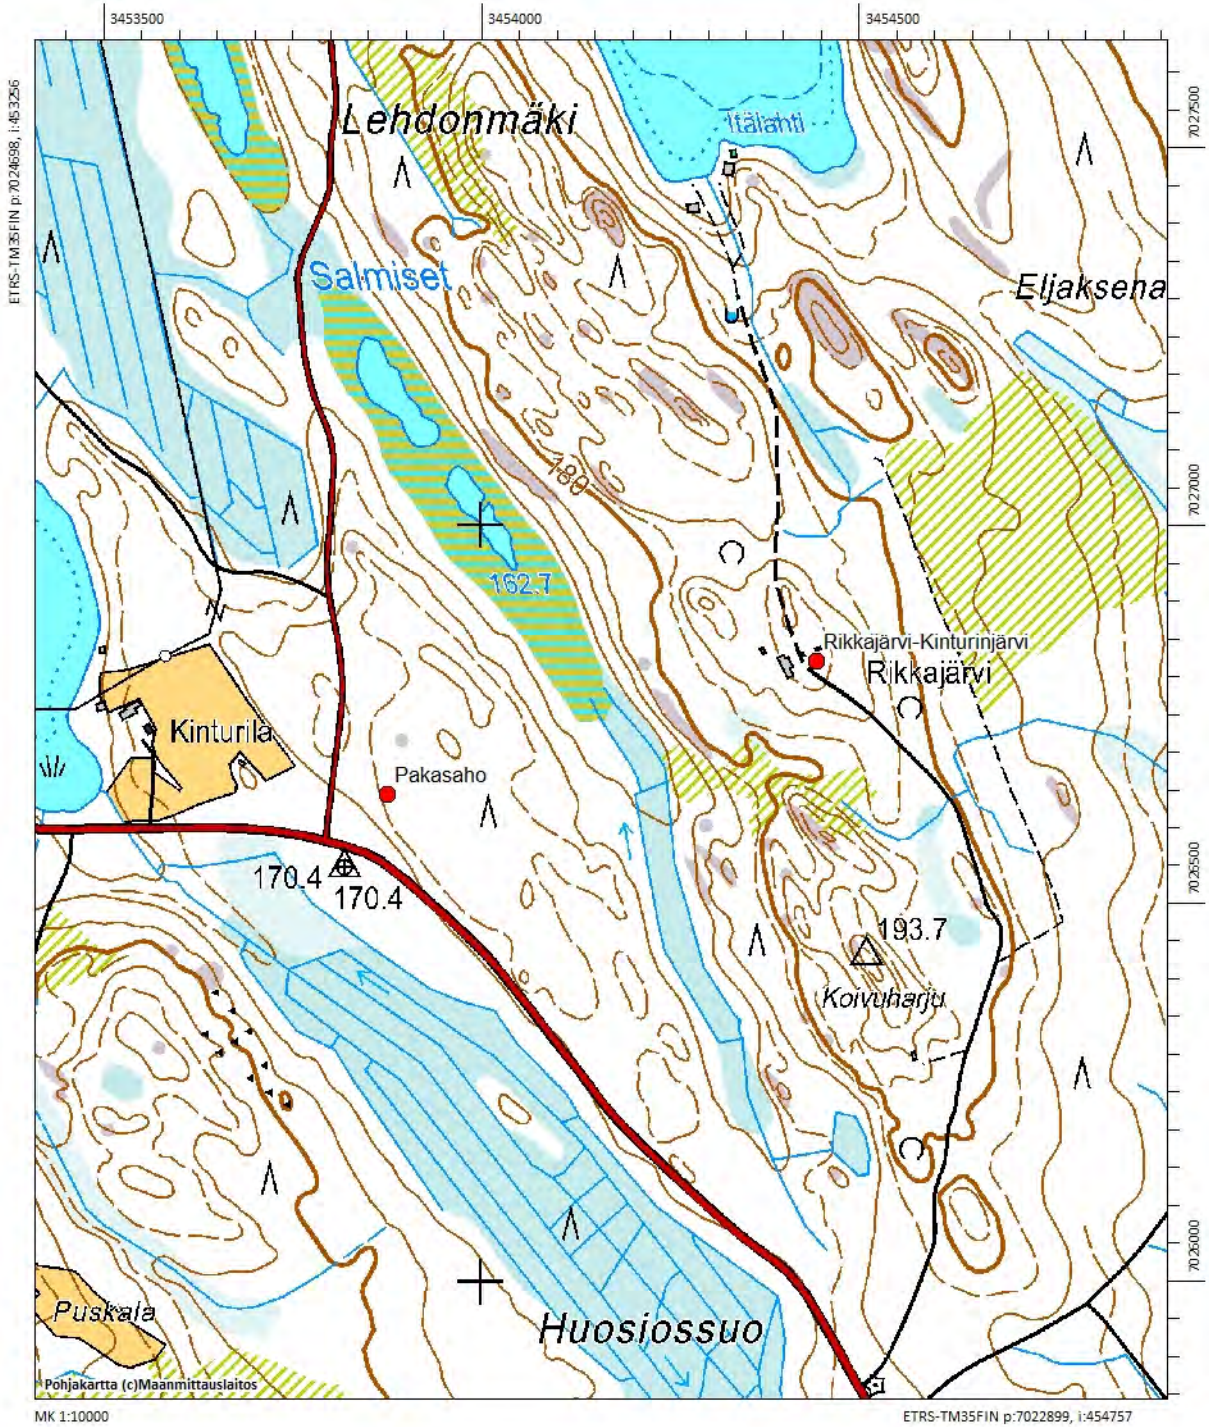 3453500
3454000
3454500
ETRS-TM35FIN p:7024698, i:453256
Lehdonmäki
Itälahti
7027500
Salmiset
Eljaksena
180
7027000
162.7
Rikkajärvi-Kinturinjärvi
Rikkajärvi
Kinturila
Pakasaho
170.4
170.4
7026500
193.7
Koivuharju
7026000
Puskala
Huosiossuo
Pohjakartta (c)Maanmittauslaitos
MK 1:10000
ETRS-TM35FIN p:7022899, i:454757